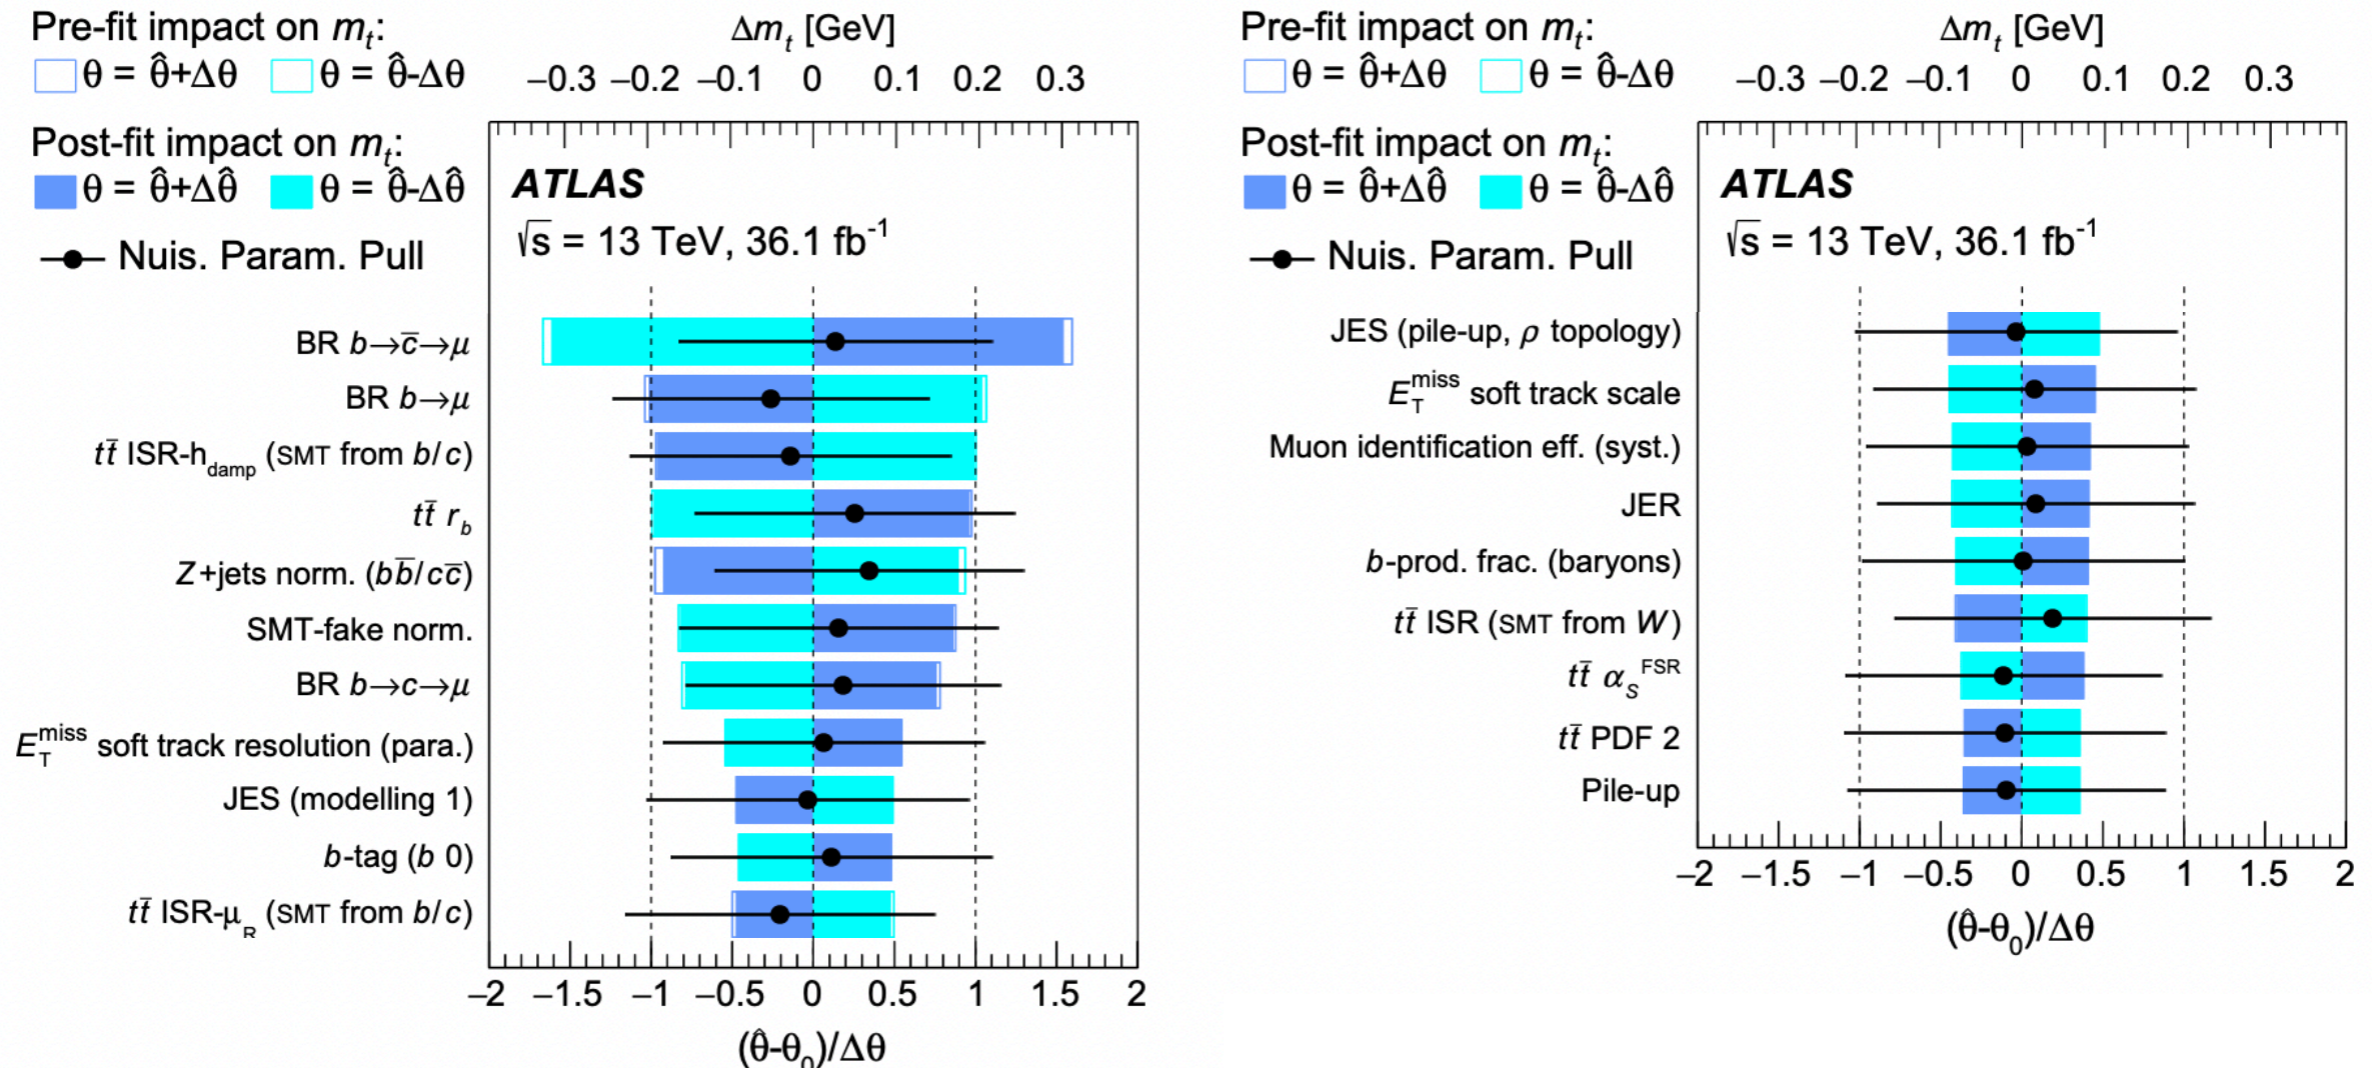 Pre-fit impact on mₜ:
θ = θ̂+Δθ θ = θ̂-Δθ
Post-fit impact on mₜ:
θ = θ̂+Δθ̂ θ = θ̂-Δθ̂
Nuis. Param. Pull
Δmₜ [GeV]
−0.3 −0.2 −0.1 0 0.1 0.2 0.3
ATLAS
√s = 13 TeV, 36.1 fb⁻¹
BR b→c̅→μ
BR b→μ
tt̅ ISR-h_damp (SMT from b/c)
tt̅ r_b
Z+jets norm. (bb̅/cc̅)
SMT-fake norm.
BR b→c→μ
E_T^miss soft track resolution (para.)
JES (modelling 1)
b-tag (b 0)
tt̅ ISR-μ_R (SMT from b/c)
−2 −1.5 −1 −0.5 0 0.5 1 1.5 2
(θ̂-θ₀)/Δθ
Pre-fit impact on mₜ:
θ = θ̂+Δθ θ = θ̂-Δθ
Post-fit impact on mₜ:
θ = θ̂+Δθ̂ θ = θ̂-Δθ̂
Nuis. Param. Pull
Δmₜ [GeV]
−0.3 −0.2 −0.1 0 0.1 0.2 0.3
ATLAS
√s = 13 TeV, 36.1 fb⁻¹
JES (pile-up, ρ topology)
E_T^miss soft track scale
Muon identification eff. (syst.)
JER
b-prod. frac. (baryons)
tt̅ ISR (SMT from W)
tt̅ α_S^FSR
tt̅ PDF 2
Pile-up
−2 −1.5 −1 −0.5 0 0.5 1 1.5 2
(θ̂-θ₀)/Δθ